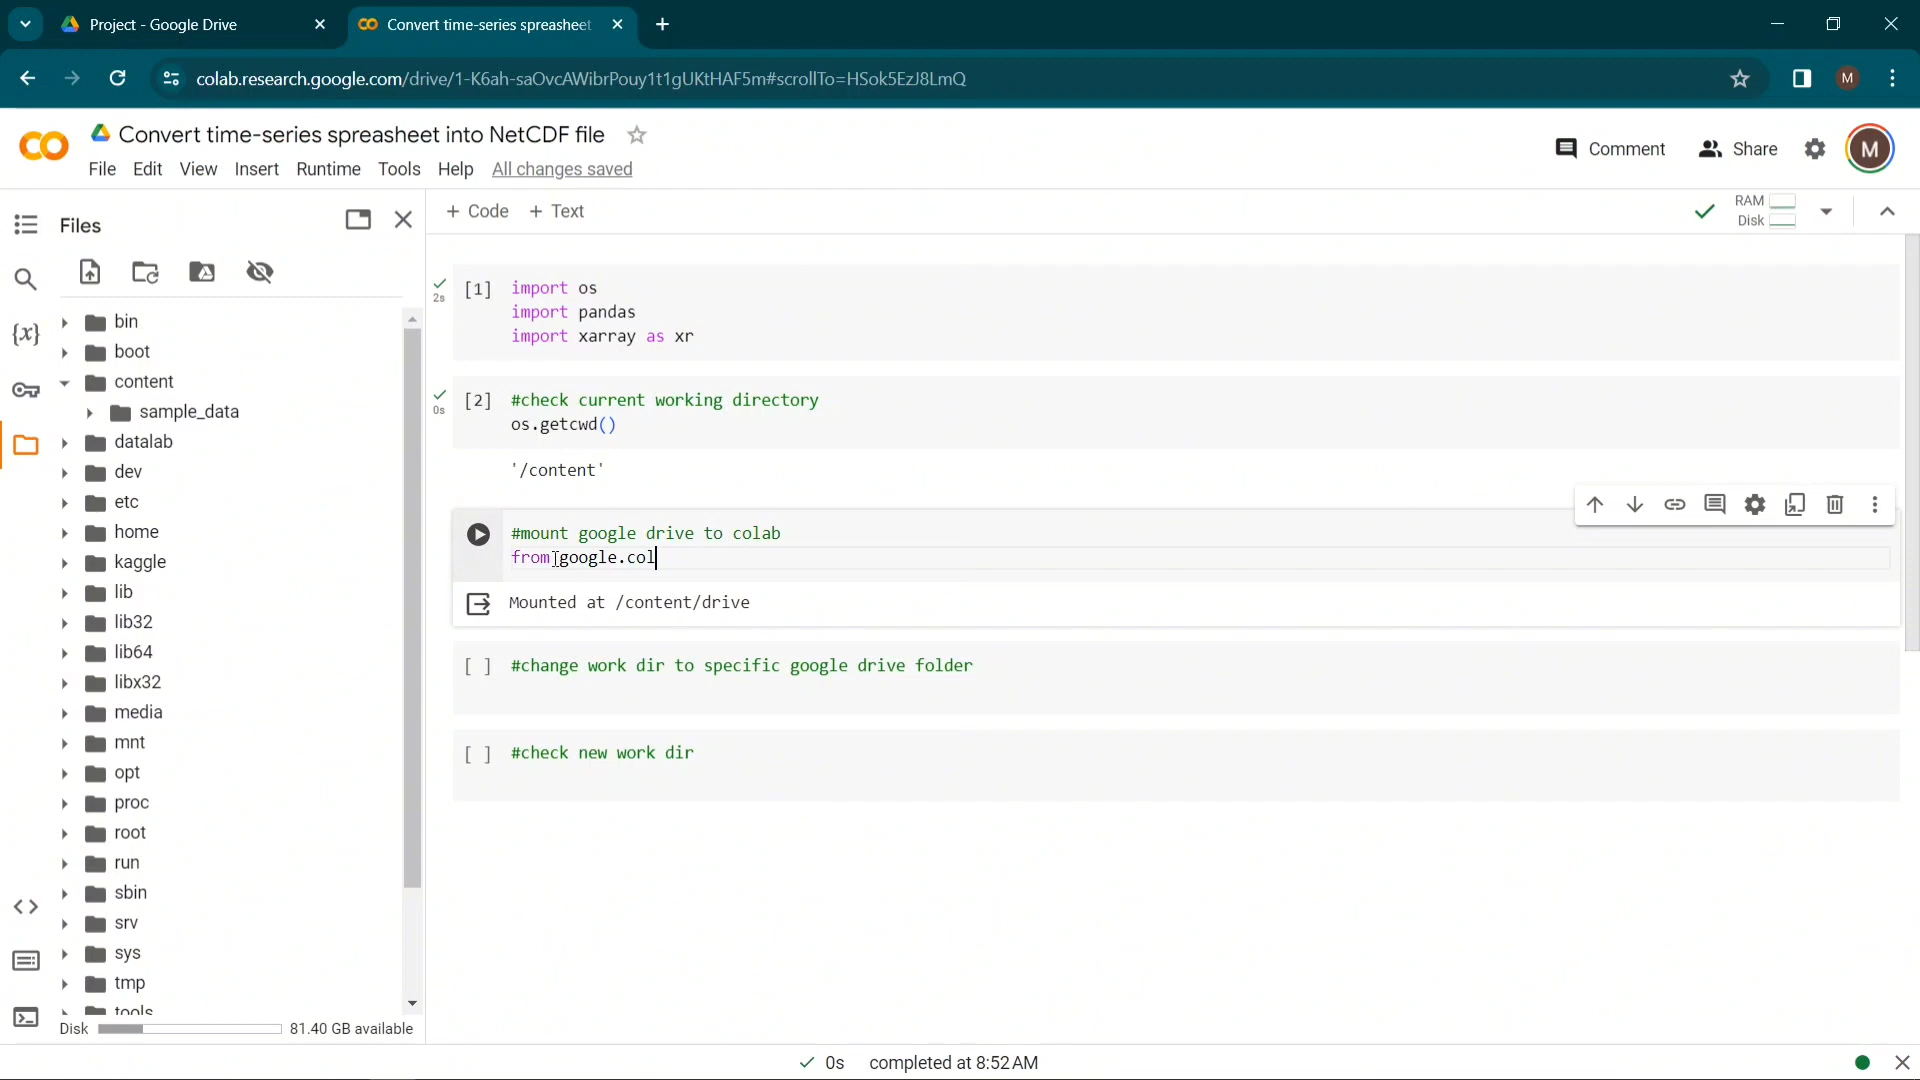 Project - Google Drive
Convert time-series spreasheet
colab.research.google.com/drive/1-K6ah-saOvcAWibrPouy1t1gUKtHAF5m#scrollTo=HSok5EzJ8LmQ
M
Convert time-series spreasheet into NetCDF file
Comment
Share
M
File Edit View Insert Runtime Tools Help All changes saved
Files
+ Code + Text
RAM
Disk
bin
boot
content
sample_data
datalab
dev
etc
home
kaggle
lib
lib32
lib64
libx32
media
mnt
opt
proc
root
run
sbin
srv
sys
tmp
tools
Disk 81.40 GB available
2s
[1] import os
import pandas
import xarray as xr
0s
[2] #check current working directory
os.getcwd()
'/content'
#mount google drive to colab
from google.col
Mounted at /content/drive
[ ] #change work dir to specific google drive folder
[ ] #check new work dir
0s completed at 8:52 AM